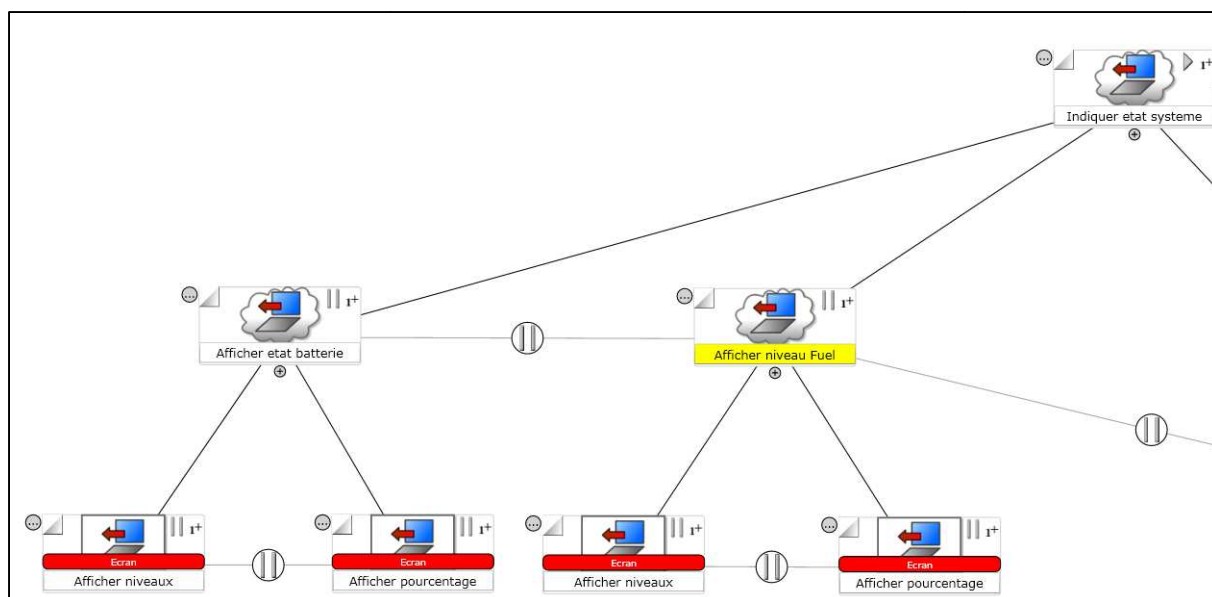 ... ı+
Indiquer etat systeme
+
... ı+
Afficher etat batterie
+
... ı+
Afficher niveau Fuel
+
... ı+
Ecran
Afficher niveaux
... ı+
Ecran
Afficher pourcentage
... ı+
Ecran
Afficher niveaux
... ı+
Ecran
Afficher pourcentage